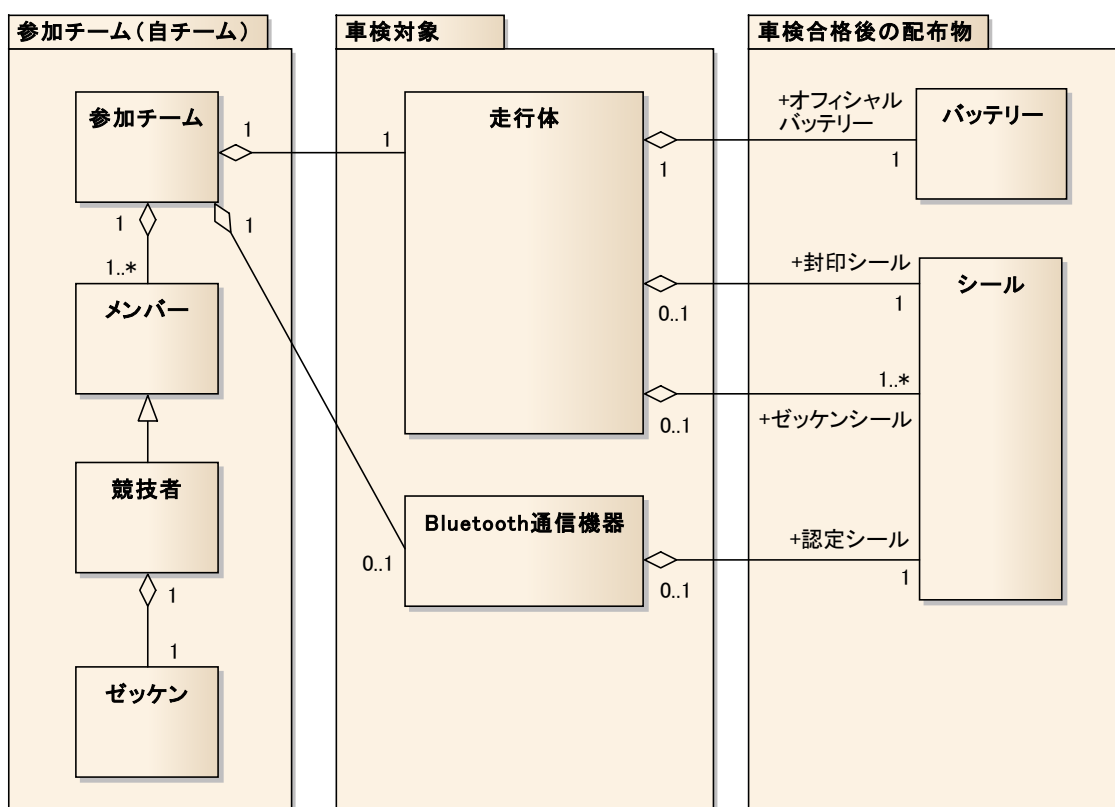 参加チーム(自チーム)
車検対象
車検合格後の配布物
参加チーム
1
1
走行体
1
+オフィシャル
バッテリー
1
バッテリー
1
1..*
1
メンバー
+封印シール
0..1
1
シール
1..*
0..1
+ゼッケンシール
競技者
1
1
ゼッケン
Bluetooth通信機器
0..1
0..1
+認定シール
1